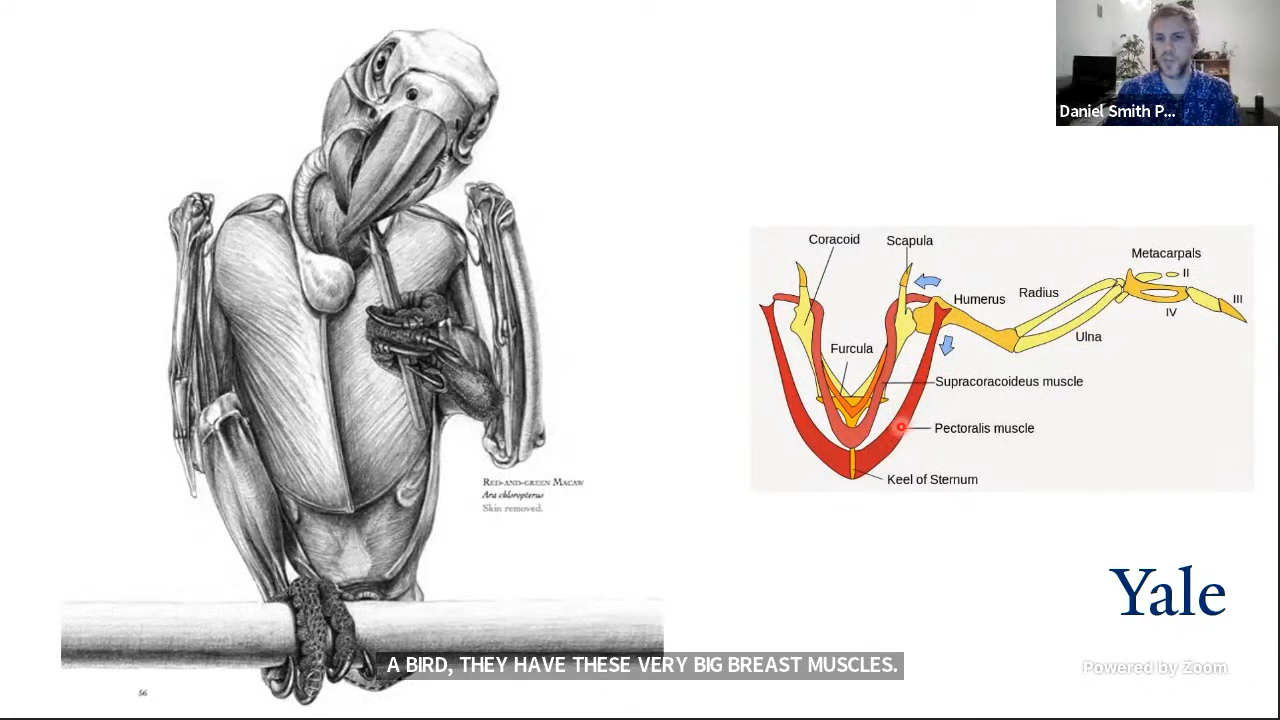 Daniel Smith P...
Coracoid
Scapula
Metacarpals
II
Humerus
Radius
III
IV
Ulna
Furcula
Supracoracoideus muscle
Pectoralis muscle
Keel of Sternum
Red-and-green Macaw
Ara chloropterus
Skin removed.
Yale
A BIRD, THEY HAVE THESE VERY BIG BREAST MUSCLES.
Powered by Zoom
56